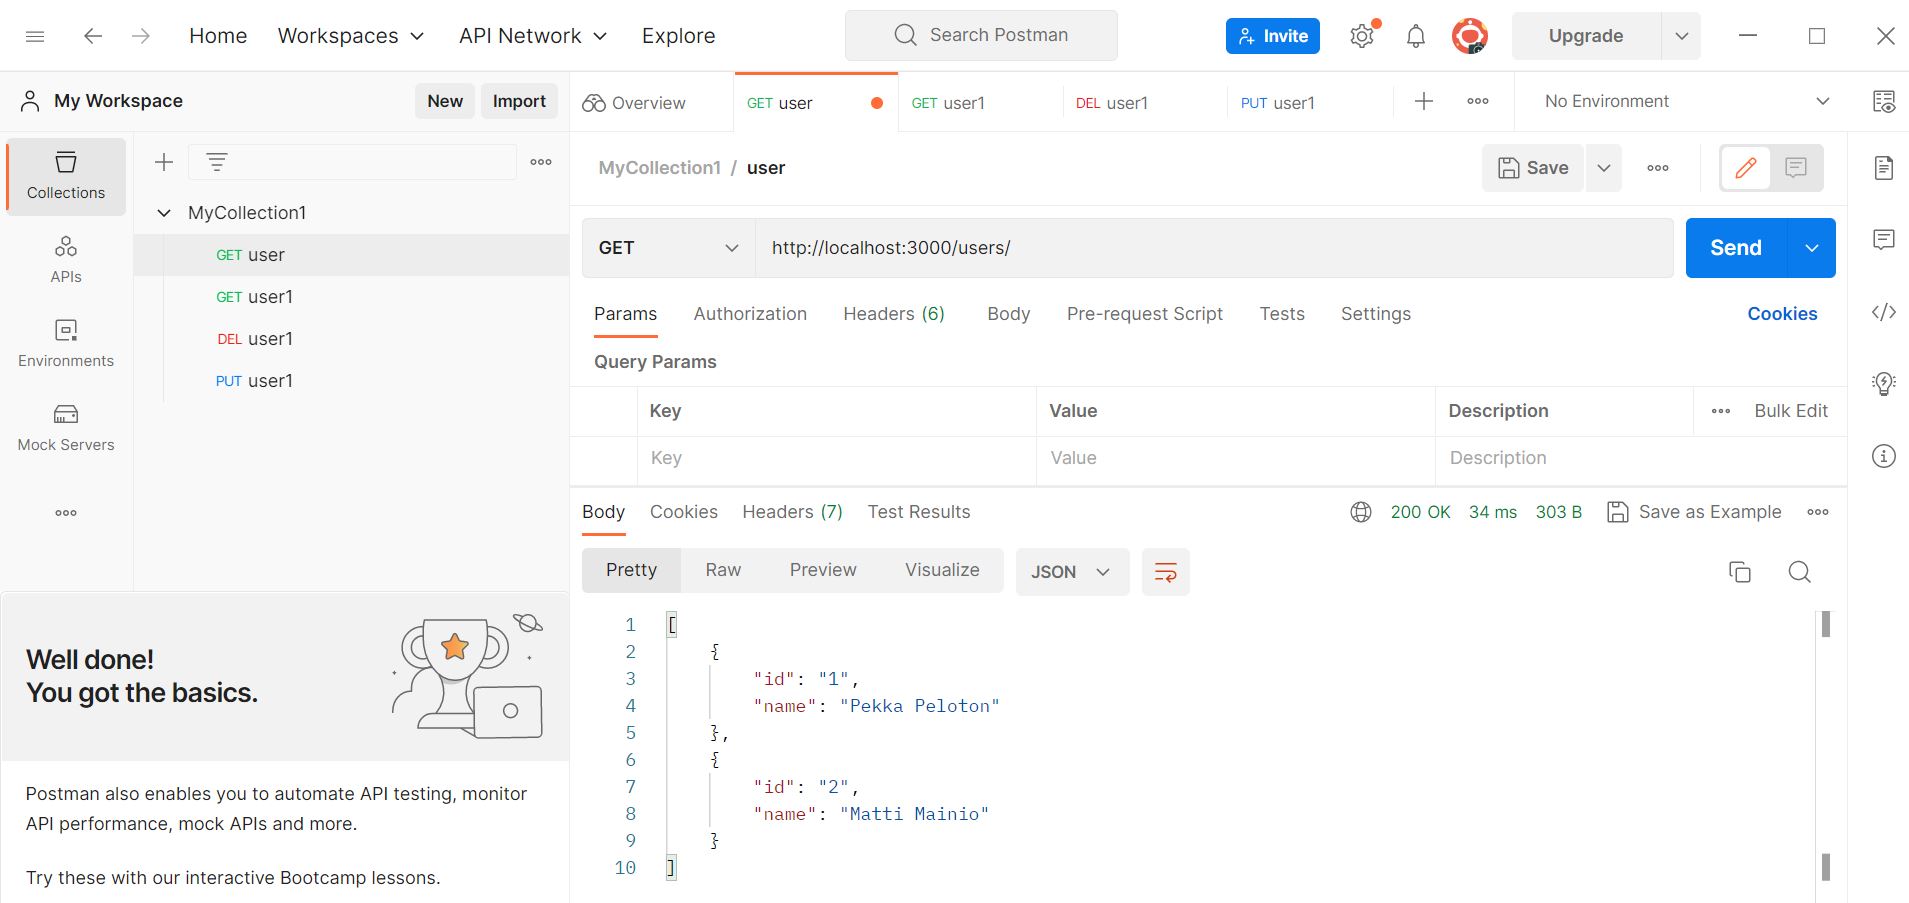 Home Workspaces API Network Explore Search Postman Invite Upgrade
My Workspace New Import
Overview GET user GET user1 DEL user1 PUT user1 No Environment
Collections
APIs
Environments
Mock Servers
MyCollection1
GET user
GET user1
DEL user1
PUT user1
Well done!
You got the basics.
Postman also enables you to automate API testing, monitor
API performance, mock APIs and more.
Try these with our interactive Bootcamp lessons.
MyCollection1 / user Save
GET http://localhost:3000/users/ Send
Params Authorization Headers (6) Body Pre-request Script Tests Settings Cookies
Query Params
Key Value Description Bulk Edit
Key Value Description
Body Cookies Headers (7) Test Results 200 OK 34 ms 303 B Save as Example
Pretty Raw Preview Visualize JSON
1 [
2 {
3 "id": "1",
4 "name": "Pekka Peloton"
5 },
6 {
7 "id": "2",
8 "name": "Matti Mainio"
9 }
10 ]